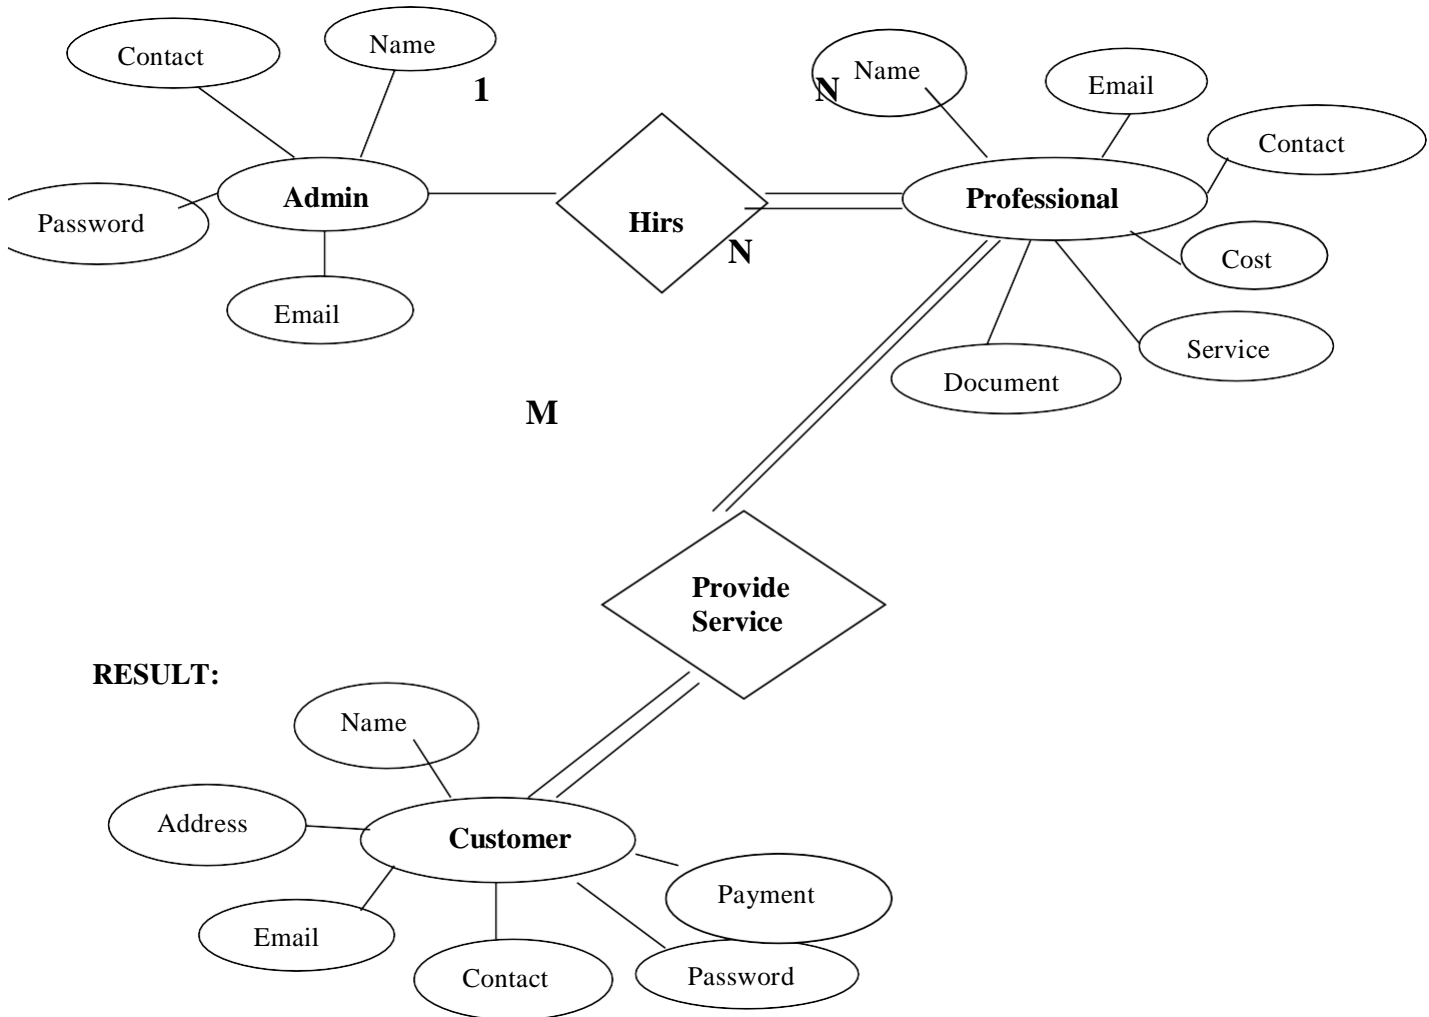 Name
Contact
Name
Email
1
N
Contact
Admin
Professional
Password
Hirs
N
Cost
Email
Service
Document
M
Provide
Service
RESULT:
Name
Address
Customer
Payment
Email
Contact
Password